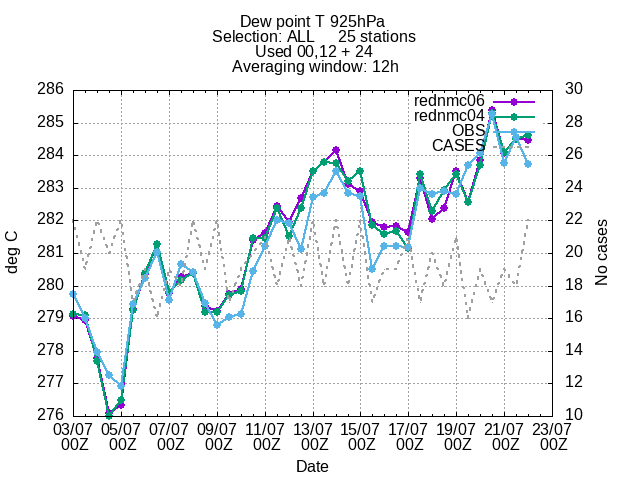 Dew point T 925hPa
Selection: ALL 25 stations
Used 00,12 + 24
Averaging window: 12h
286 30
rednmc06
rednmc04
OBS
CASES
285 28
284 26
283 24
282 22
281 20
280 18
279 16
278 14
277 12
276 10
deg C
No cases
03/07 05/07 07/07 09/07 11/07 13/07 15/07 17/07 19/07 21/07 23/07
00Z 00Z 00Z 00Z 00Z 00Z 00Z 00Z 00Z 00Z 00Z
Date